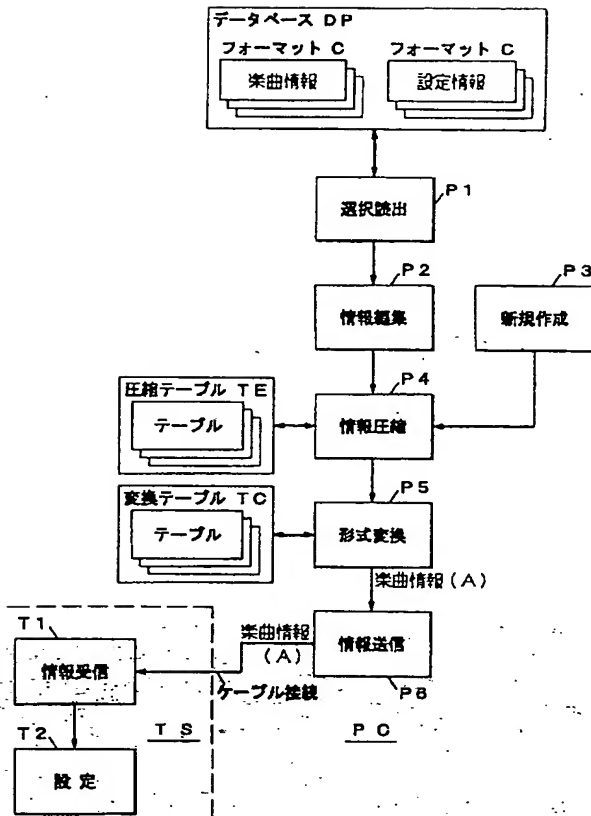 データベース DP
フォーマット C
フォーマット C
楽曲情報
設定情報
選択読出
P1
P2
情報編集
P3
新規作成
圧縮テーブル TE
テーブル
P4
情報圧縮
変換テーブル TC
テーブル
P5
形式変換
楽曲情報(A)
T1
情報受信
楽曲情報
(A)
情報送信
P6
ケーブル接続
T2
設定
TS
PC